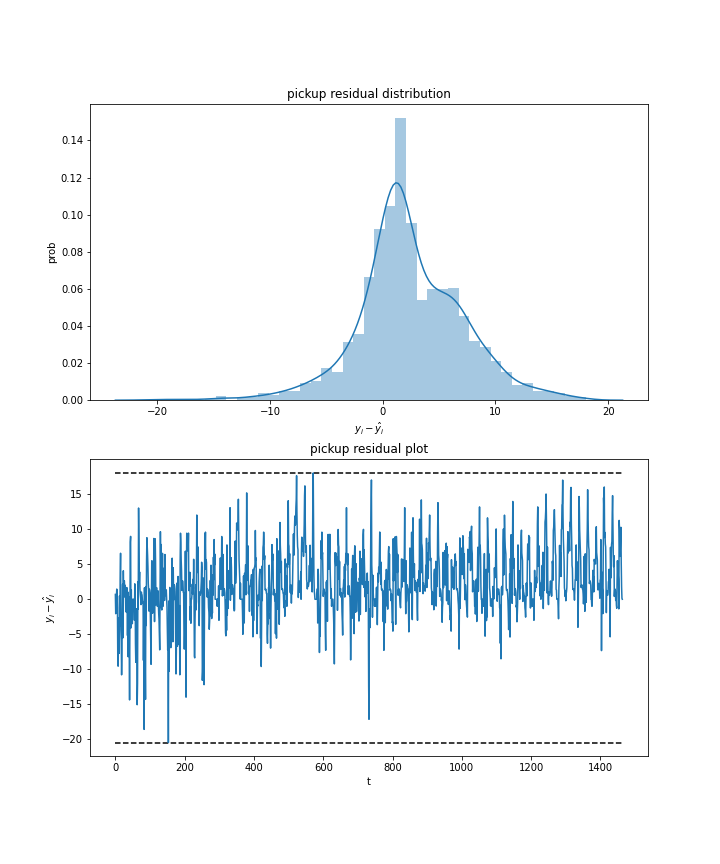 pickup residual distribution
0.14
0.12
0.10
0.08
0.06
0.04
0.02
0.00
prob
−20 −10 0 10 20
yᵢ − ŷᵢ
pickup residual plot
15
10
5
0
−5
−10
−15
−20
yᵢ − ŷᵢ
0 200 400 600 800 1000 1200 1400
t